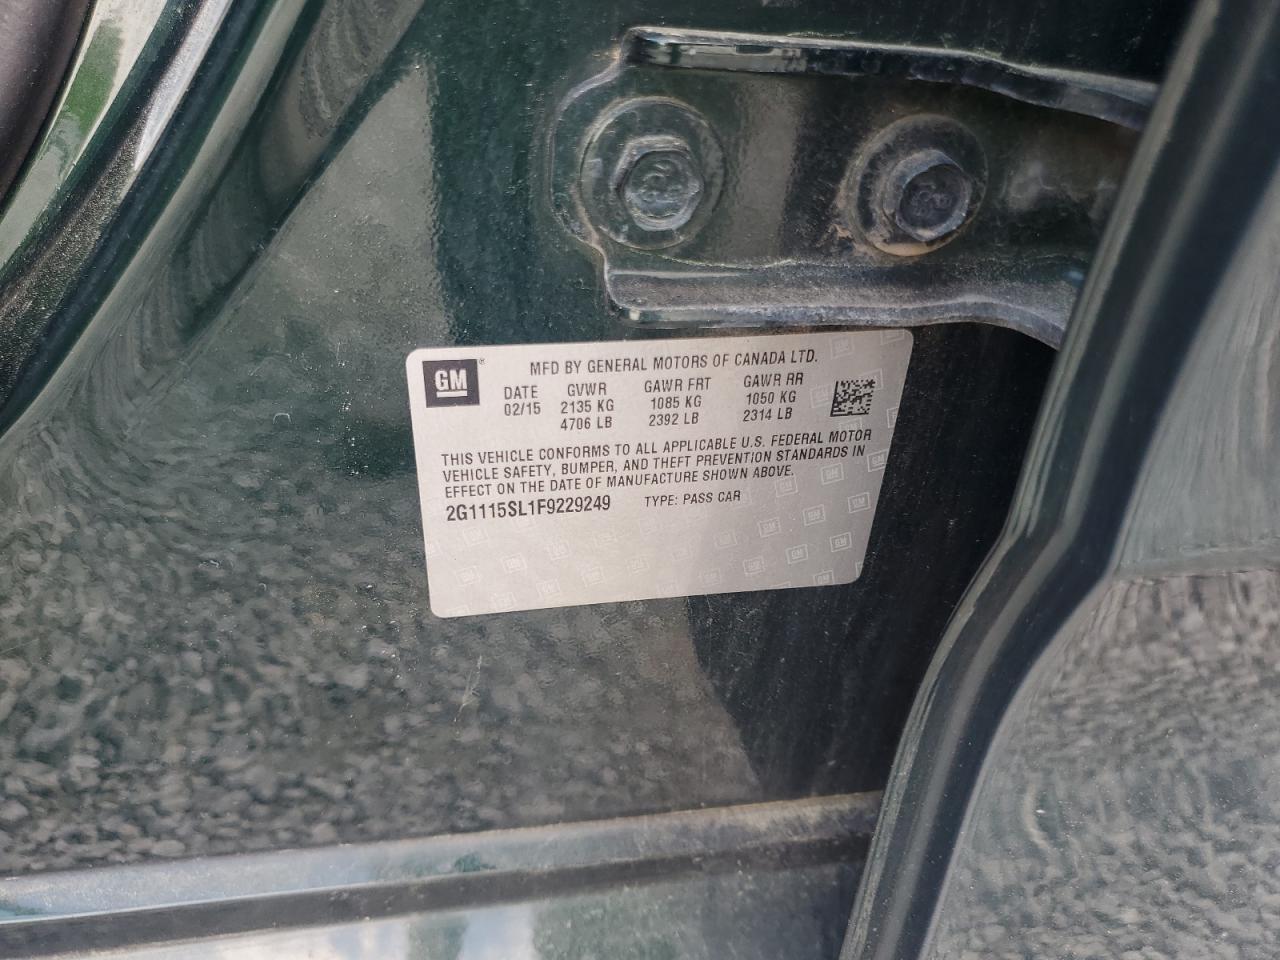 GM®
MFD BY GENERAL MOTORS OF CANADA LTD.
DATE GVWR GAWR FRT GAWR RR
02/15 2135 KG 1085 KG 1050 KG
4706 LB 2392 LB 2314 LB
THIS VEHICLE CONFORMS TO ALL APPLICABLE U.S. FEDERAL MOTOR
VEHICLE SAFETY, BUMPER, AND THEFT PREVENTION STANDARDS IN
EFFECT ON THE DATE OF MANUFACTURE SHOWN ABOVE.
2G1115SL1F9229249 TYPE: PASS CAR